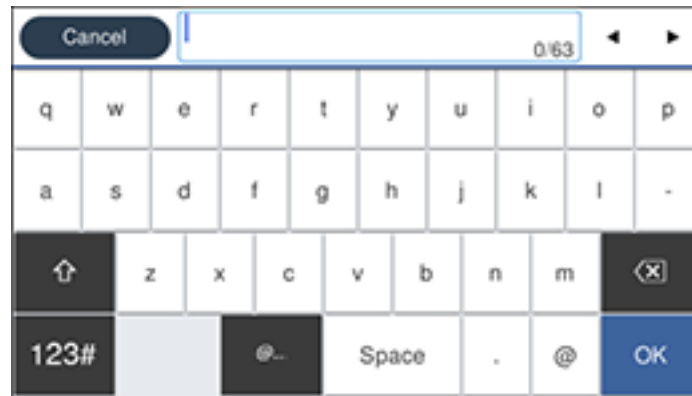 Cancel 0/63
q w e r t y u i o p
a s d f g h j k l -
z x c v b n m
123# @... Space . @ OK